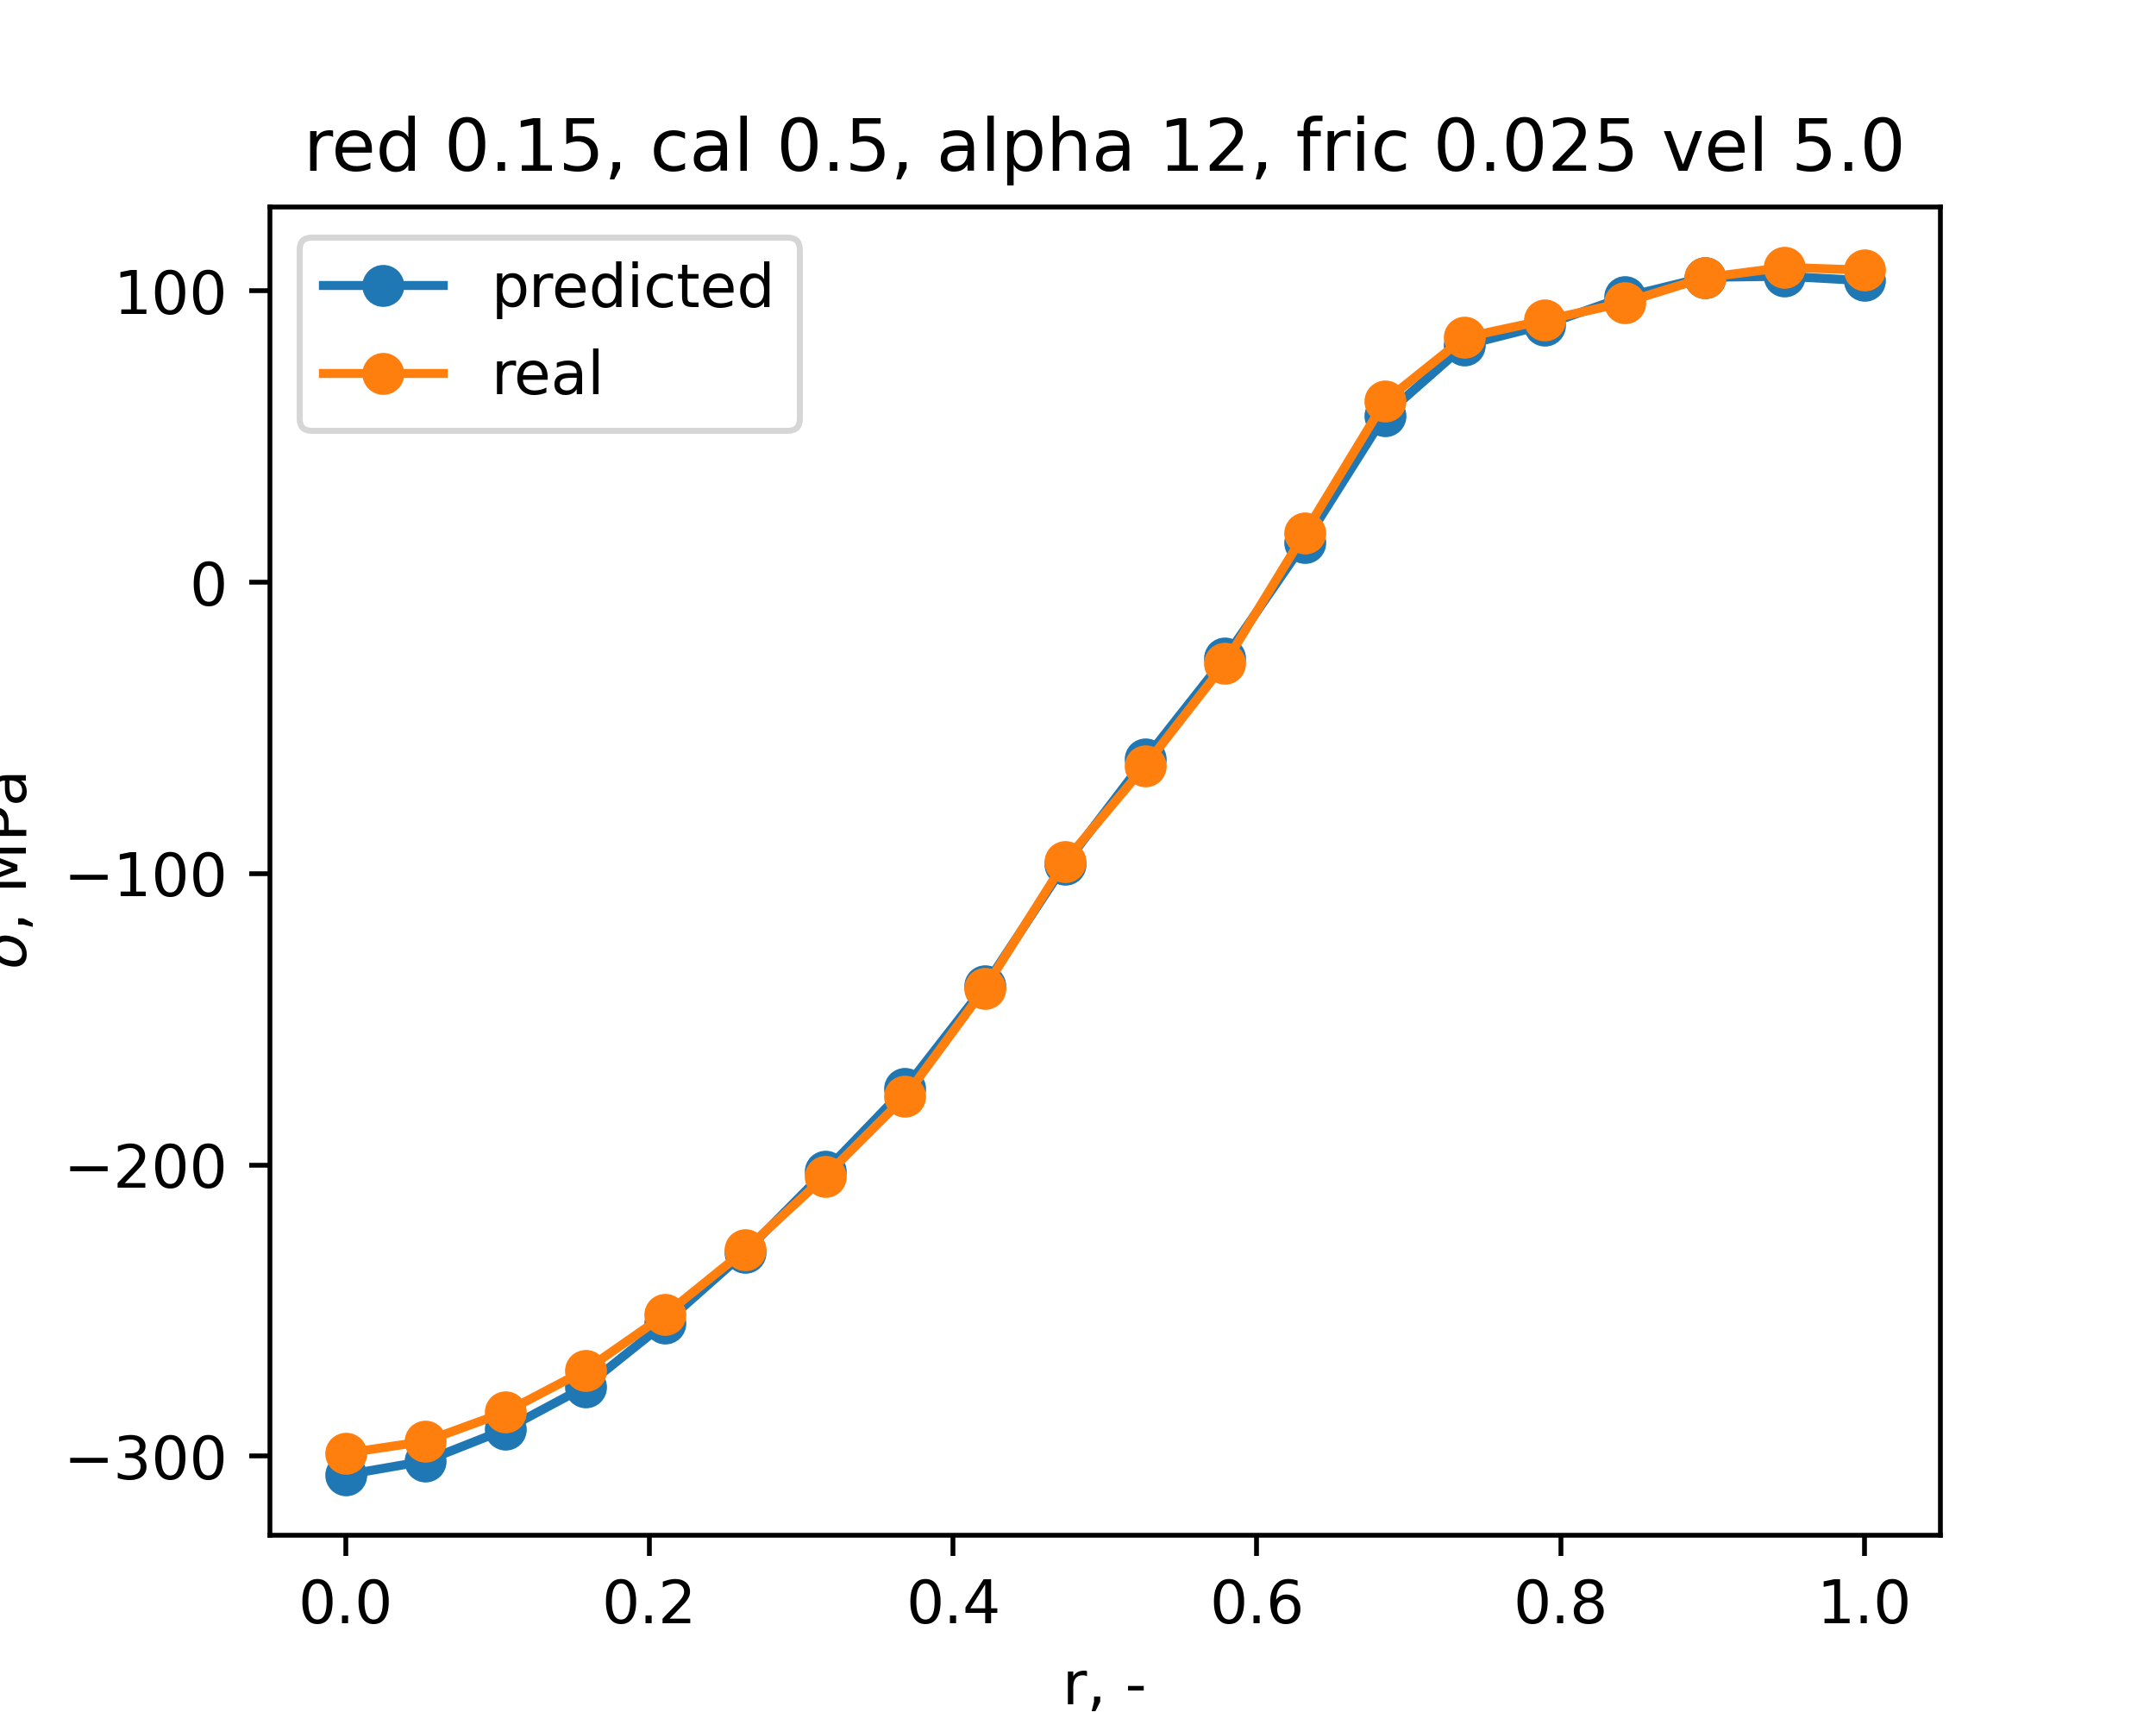 red 0.15, cal 0.5, alpha 12, fric 0.025 vel 5.0
predicted
real
100
0
−100
−200
−300
σ, MPa
0.0 0.2 0.4 0.6 0.8 1.0
r, -